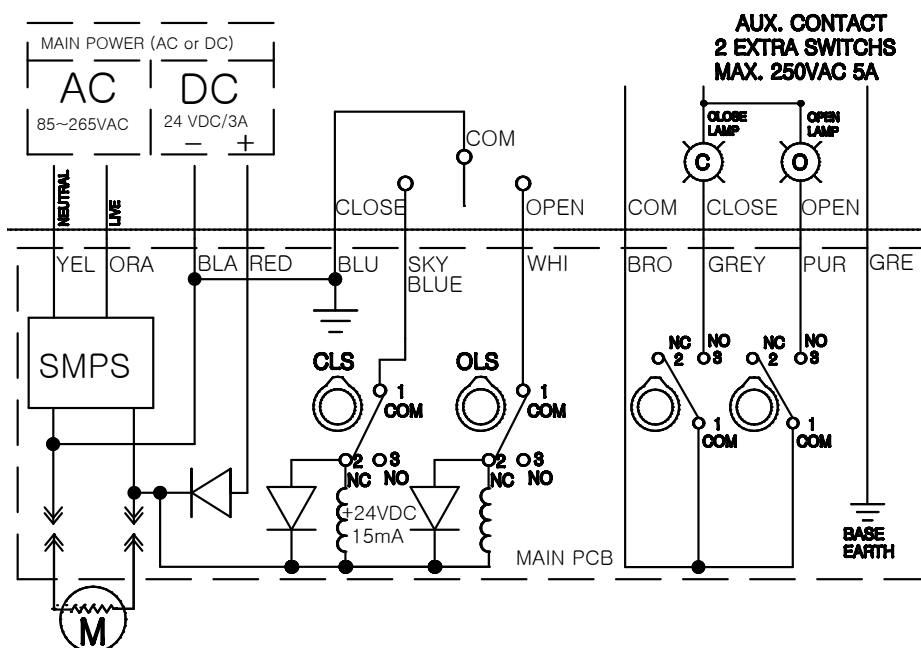 AUX. CONTACT
2 EXTRA SWITCHS
MAX. 250VAC 5A
MAIN POWER (AC or DC)
AC
DC
85~265VAC
24 VDC/3A
− +
COM
CLOSE LAMP
OPEN LAMP
C
O
NEUTRAL
LIVE
CLOSE
OPEN
COM
CLOSE
OPEN
YEL
ORA
BLA
RED
BLU
SKY BLUE
WHI
BRO
GREY
PUR
GRE
SMPS
CLS
OLS
NC
2
NO
3
NC
2
NO
3
1
COM
1
COM
1
COM
1
COM
2
NC
3
NO
2
NC
3
NO
+24VDC
15mA
MAIN PCB
BASE
EARTH
M